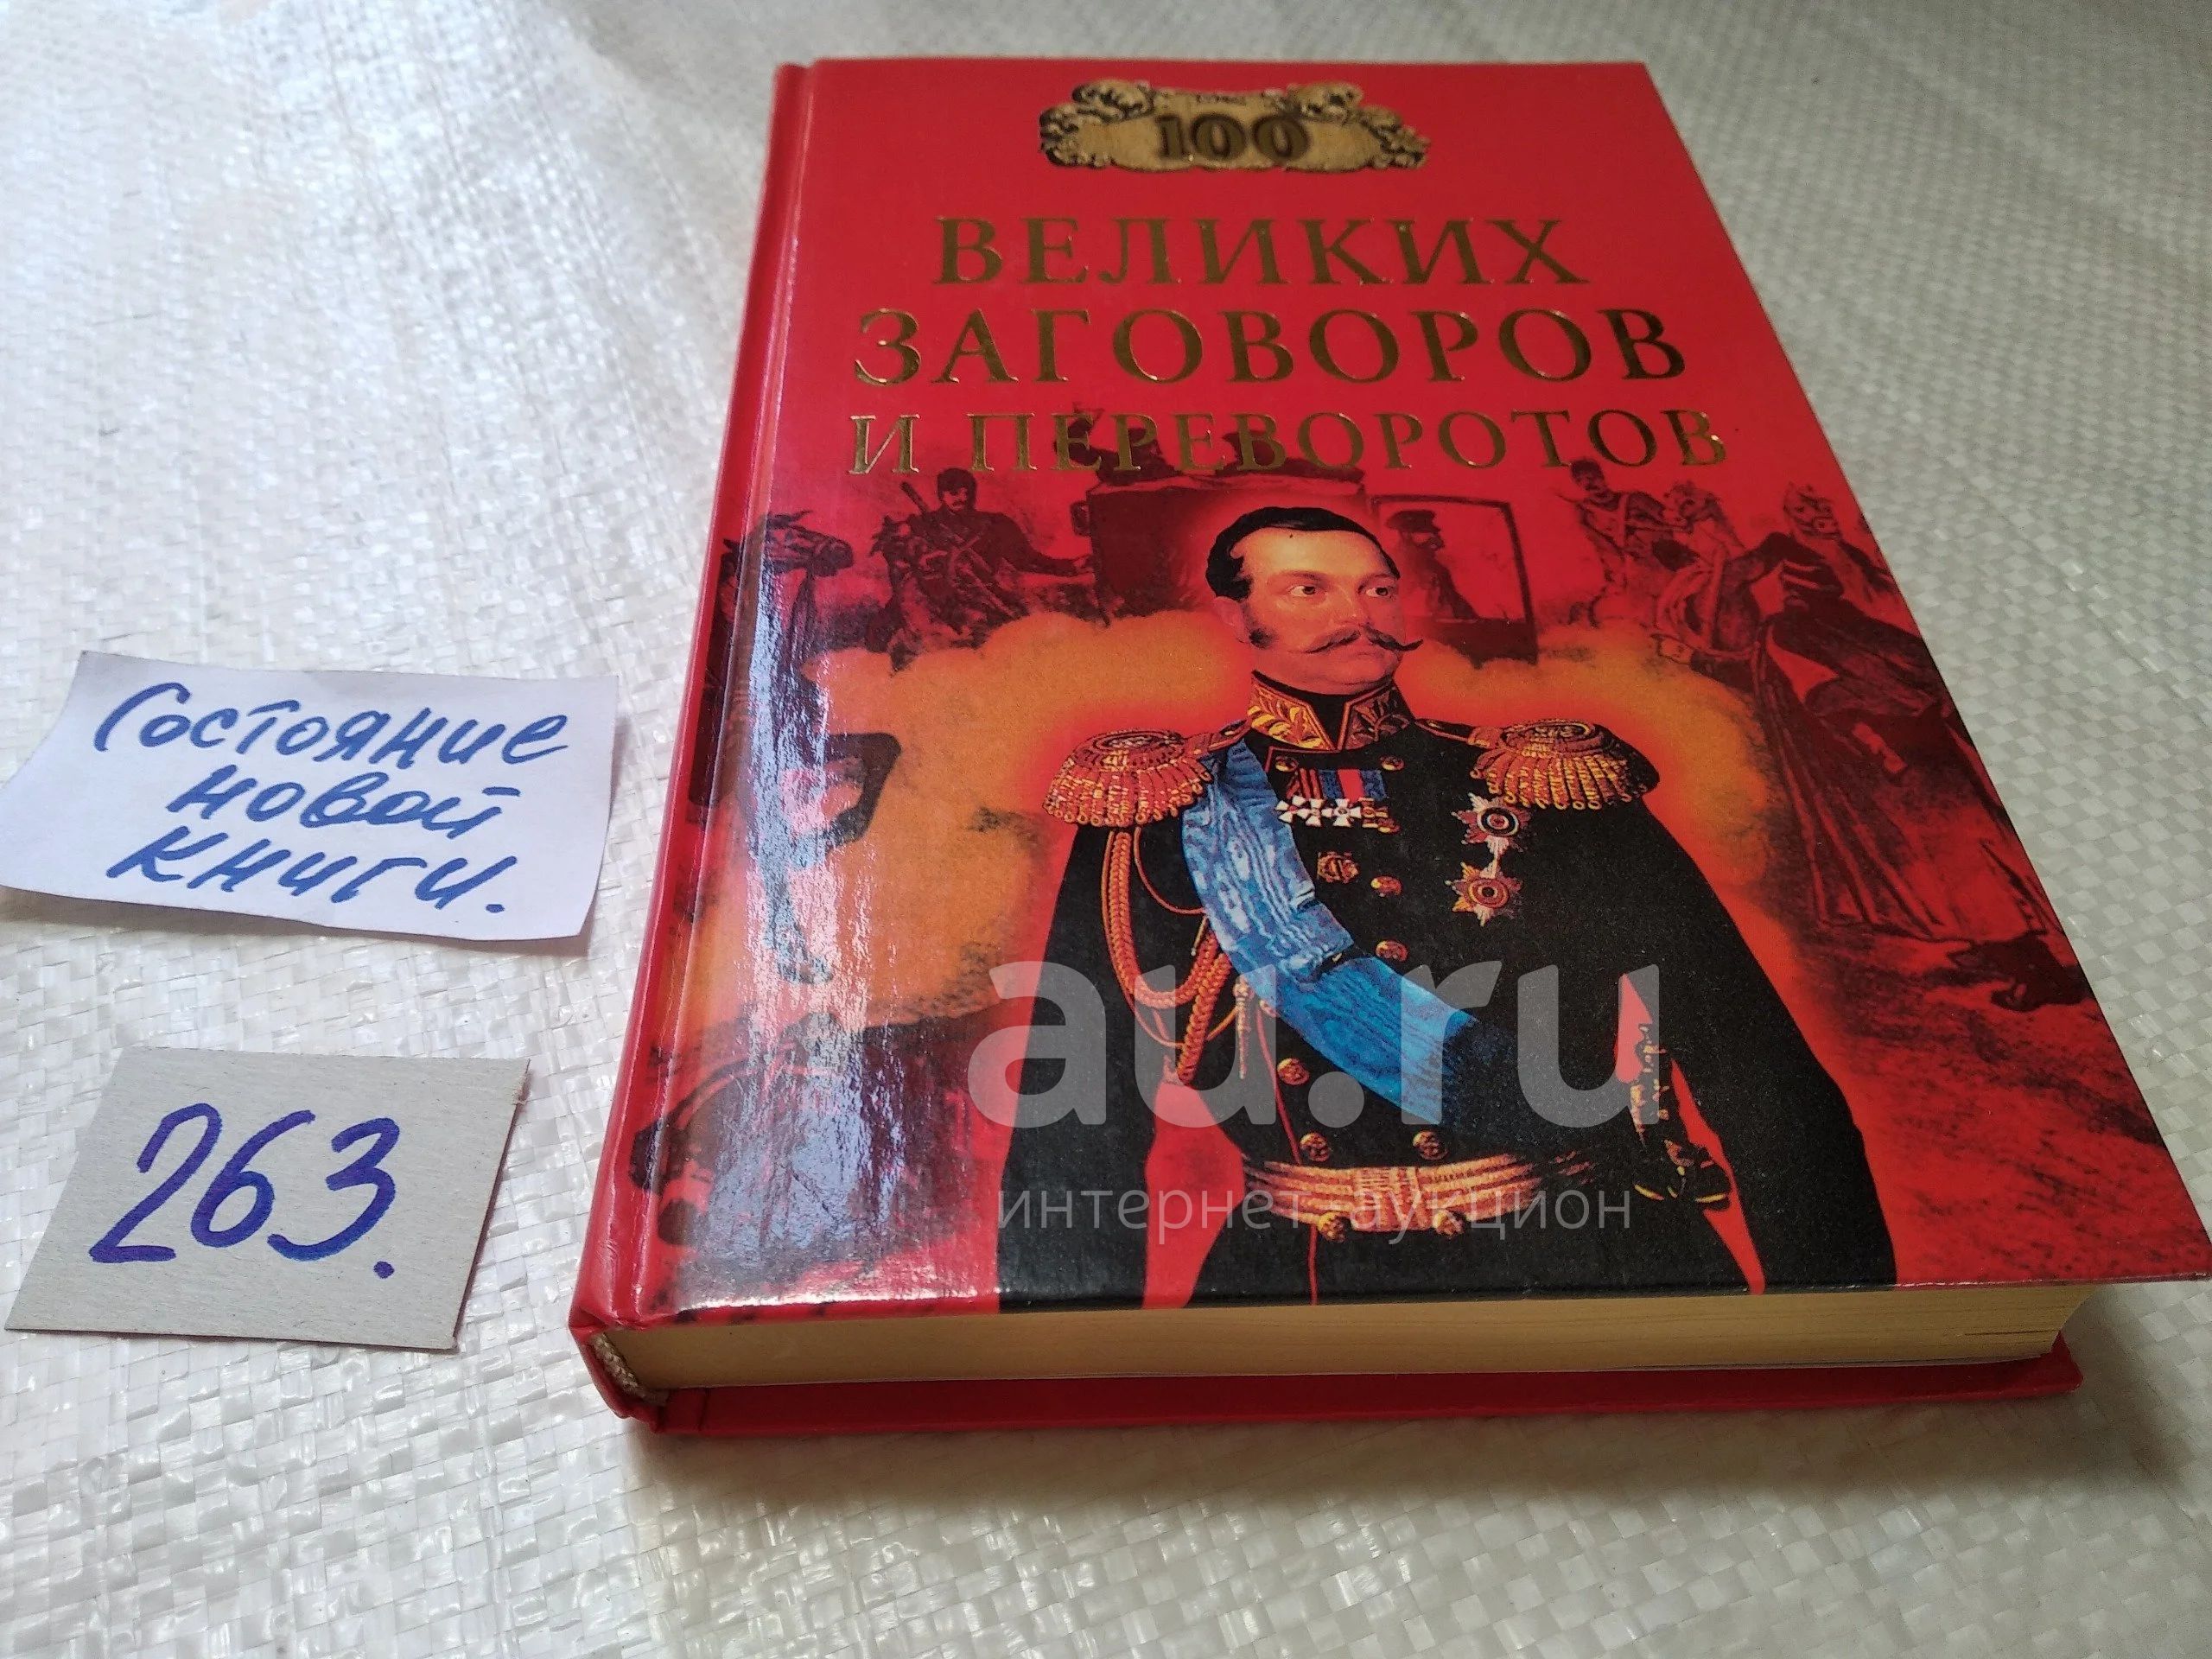 100
ВЕЛИКИХ
ЗАГОВОРОВ
И ПЕРЕВОРОТОВ
Состояние
новой
книги.
263.
au.ru
интернет аукцион